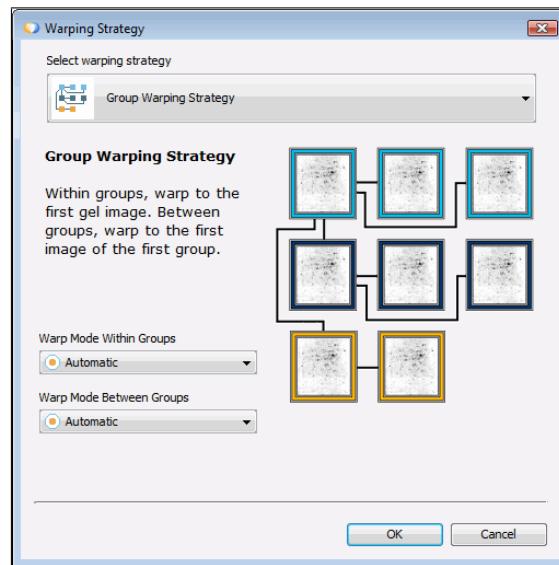 Warping Strategy
Select warping strategy
Group Warping Strategy
Group Warping Strategy
Within groups, warp to the
first gel image. Between
groups, warp to the first
image of the first group.
Warp Mode Within Groups
Automatic
Warp Mode Between Groups
Automatic
OK
Cancel